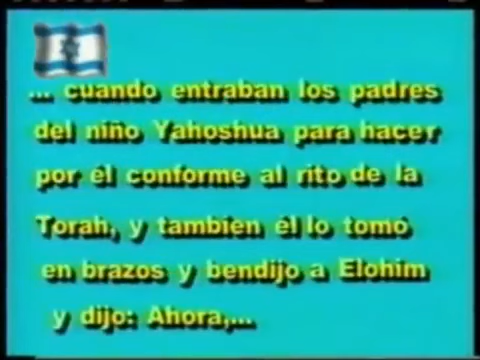 ... cuando entraban los padres
del niño Yahoshua para hacer
por él conforme al rito de la
Torah, y tambien él lo tomó
en brazos y bendijo a Elohim
y dijo: Ahora,...